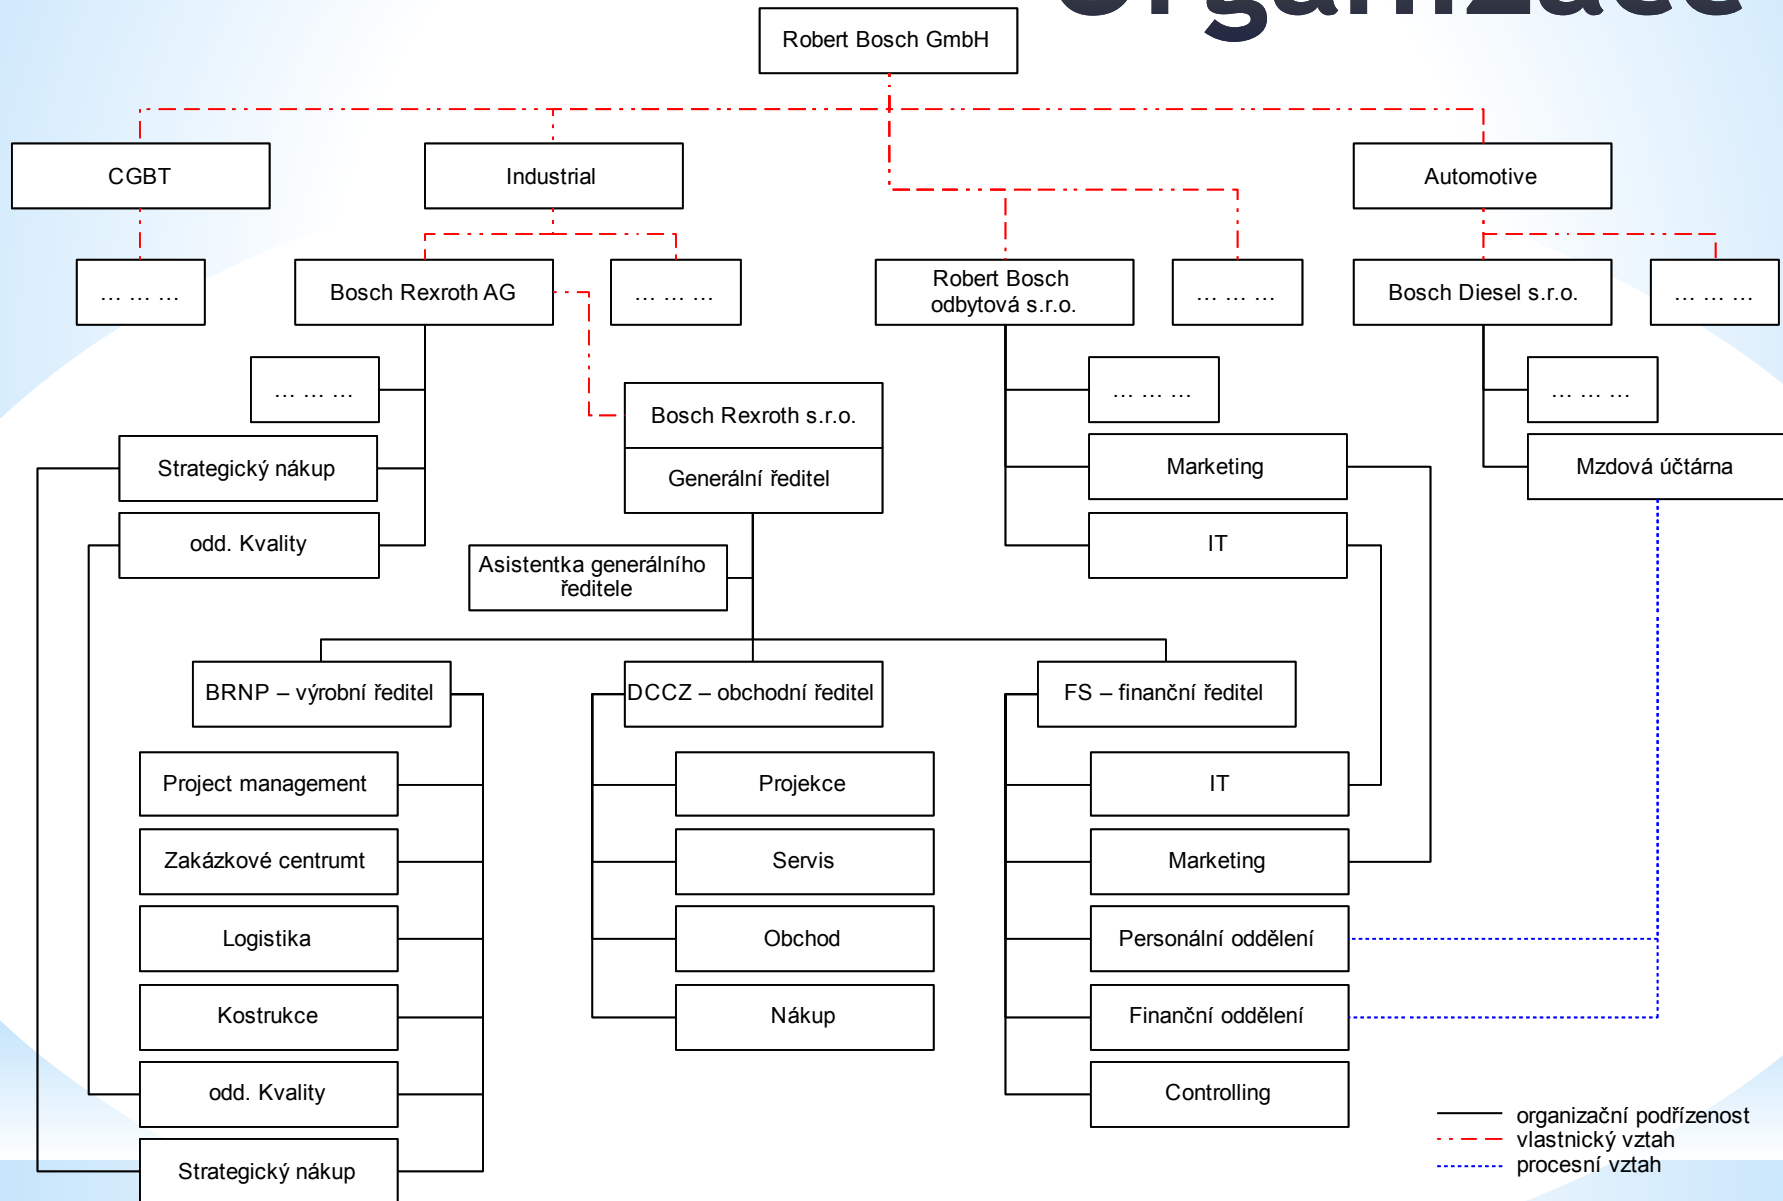 Organizace
Robert Bosch GmbH
CGBT
Industrial
Automotive
... ... ...
Bosch Rexroth AG
... ... ...
Robert Bosch
odbytová s.r.o.
... ... ...
Bosch Diesel s.r.o.
... ... ...
... ... ...
Bosch Rexroth s.r.o.
Generální ředitel
... ... ...
... ... ...
Strategický nákup
Marketing
Mzdová účtárna
odd. Kvality
IT
Asistentka generálního
ředitele
BRNP – výrobní ředitel
DCCZ – obchodní ředitel
FS – finanční ředitel
Project management
Projekce
IT
Zakázkové centrumt
Servis
Marketing
Logistika
Obchod
Personální oddělení
Kostrukce
Nákup
Finanční oddělení
odd. Kvality
Controlling
Strategický nákup
organizační podřízenost
vlastnický vztah
procesní vztah